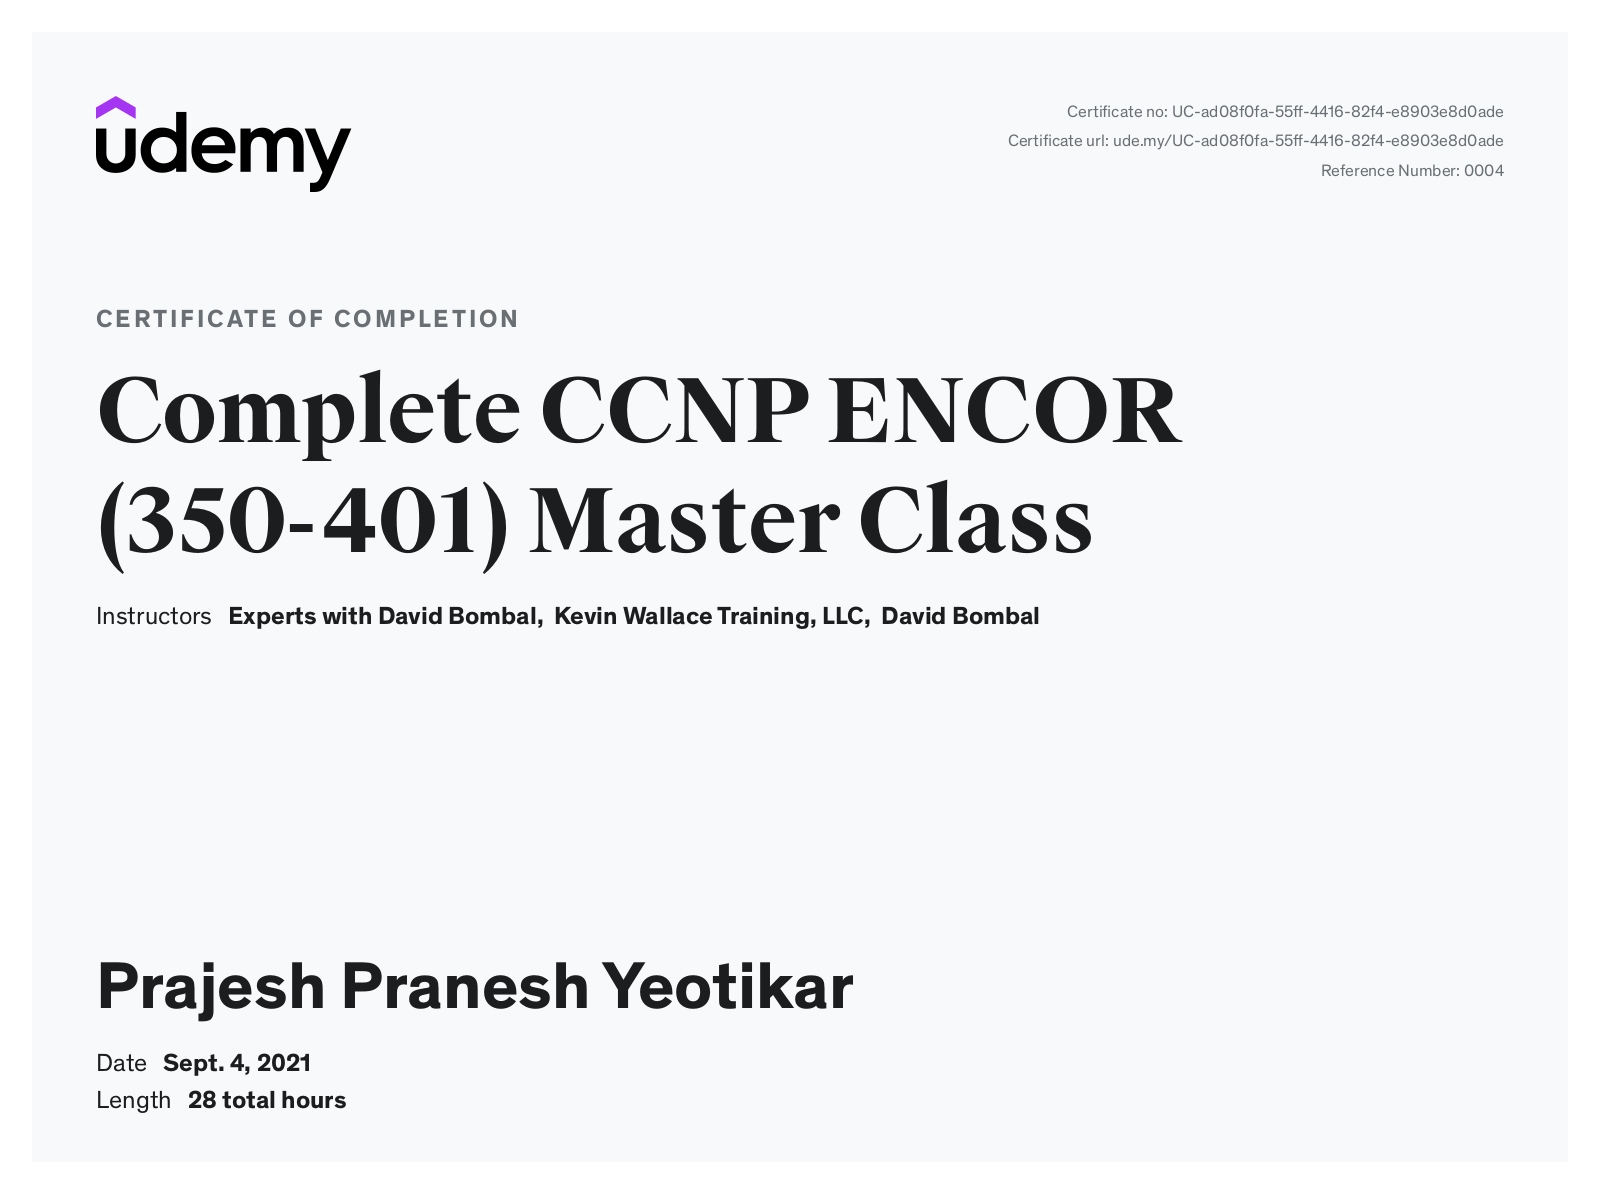 udemy
Certificate no: UC-ad08f0fa-55ff-4416-82f4-e8903e8d0ade
Certificate url: ude.my/UC-ad08f0fa-55ff-4416-82f4-e8903e8d0ade
Reference Number: 0004
CERTIFICATE OF COMPLETION
Complete CCNP ENCOR
(350-401) Master Class
Instructors Experts with David Bombal, Kevin Wallace Training, LLC, David Bombal
Prajesh Pranesh Yeotikar
Date Sept. 4, 2021
Length 28 total hours